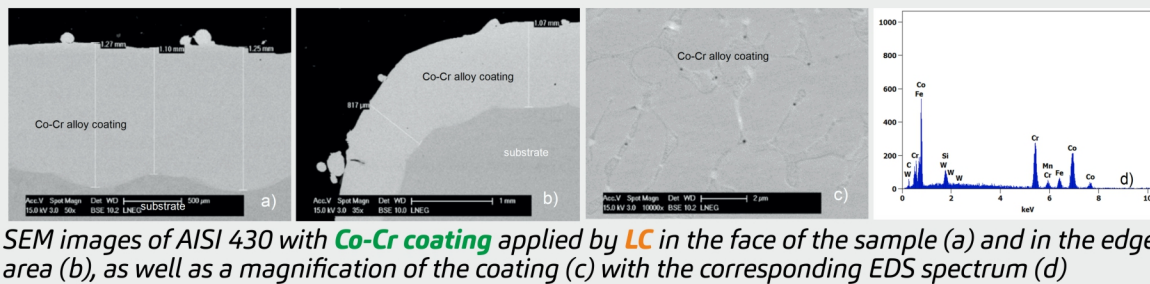 1.27 mm
1.10 mm
1.25 mm
Co-Cr alloy coating
Acc.V Spot Magn Det WD 500 µm
15.0 kV 3.0 50x BSE 10.2 LNEG
substrate
a)
1.07 mm
Co-Cr alloy coating
817 µm
substrate
Acc.V Spot Magn Det WD 1 mm
15.0 kV 3.0 35x BSE 10.0 LNEG
b)
Co-Cr alloy coating
Acc.V Spot Magn Det WD 2 µm
15.0 kV 3.0 10000x BSE 10.2 LNEG
c)
1000
800
600
400
200
0
Co
Fe
C
W
Cr
Si
W
W
W
Cr
Mn
Cr
Fe
Co
Co
d)
0 2 4 6 8 10
keV
SEM images of AISI 430 with Co-Cr coating applied by LC in the face of the sample (a) and in the edge
area (b), as well as a magnification of the coating (c) with the corresponding EDS spectrum (d)